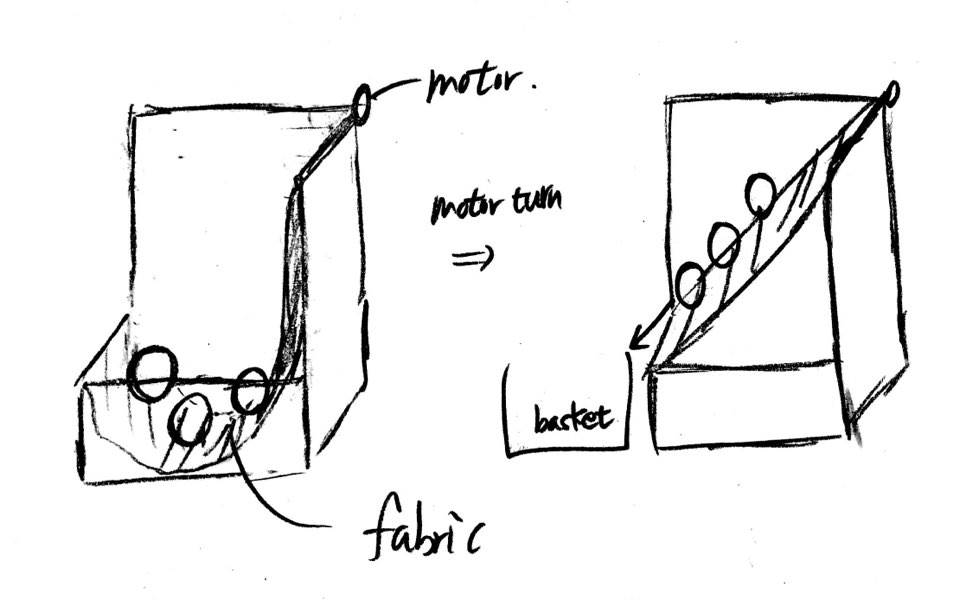 motor.
motor turn
⇒
basket
fabric